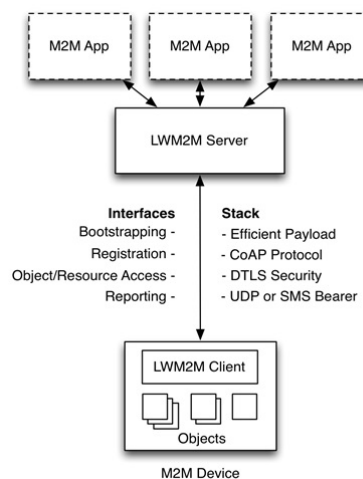 M2M App
M2M App
M2M App
LWM2M Server
Interfaces
Bootstrapping -
Registration -
Object/Resource Access -
Reporting -
Stack
- Efficient Payload
- CoAP Protocol
- DTLS Security
- UDP or SMS Bearer
LWM2M Client
Objects
M2M Device